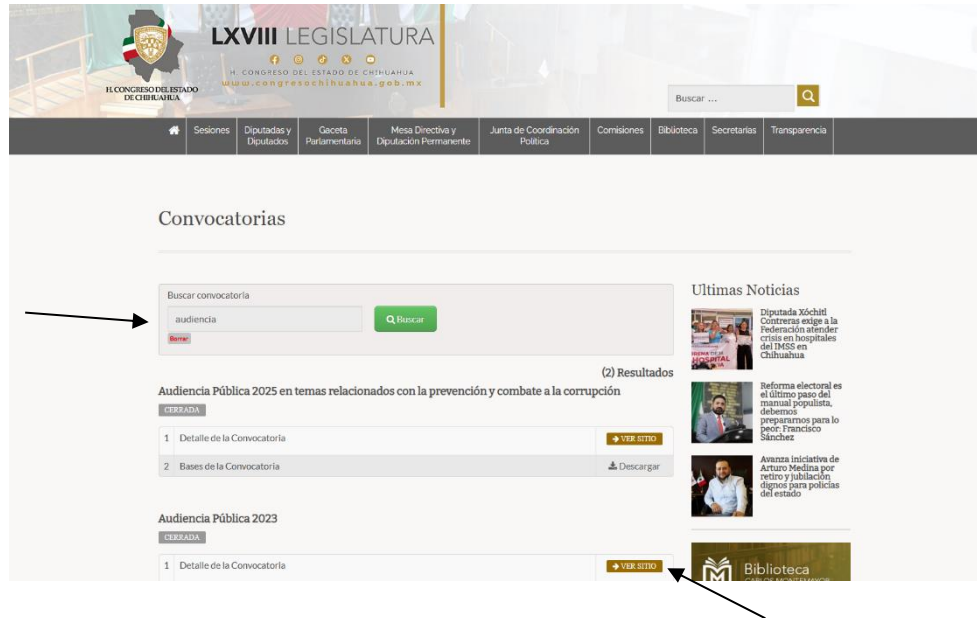 LXVIII LEGISLATURA
H. CONGRESO DEL ESTADO DE CHIHUAHUA
www.congresochihuahua.gob.mx
H. CONGRESO DEL ESTADO
DE CHIHUAHUA
Buscar ...
Sesiones
Diputadas y
Diputados
Gaceta
Parlamentaria
Mesa Directiva y
Diputación Permanente
Junta de Coordinación
Política
Comisiones
Biblioteca
Secretarías
Transparencia
Convocatorias
Buscar convocatoria
audiencia
Buscar
Borrar
(2) Resultados
Audiencia Pública 2025 en temas relacionados con la prevención y combate a la corrupción
CERRADA
1 Detalle de la Convocatoria
VER SITIO
2 Bases de la Convocatoria
Descargar
Audiencia Pública 2023
CERRADA
1 Detalle de la Convocatoria
VER SITIO
Ultimas Noticias
Diputada Xóchitl
Contreras exige a la
Federación atender
crisis en hospitales
del IMSS en
Chihuahua
Reforma electoral es
el último paso del
manual populista,
debemos
prepararnos para lo
peor: Francisco
Sánchez
Avanza iniciativa de
Arturo Medina por
retiro y jubilación
dignos para policías
del estado
Biblioteca